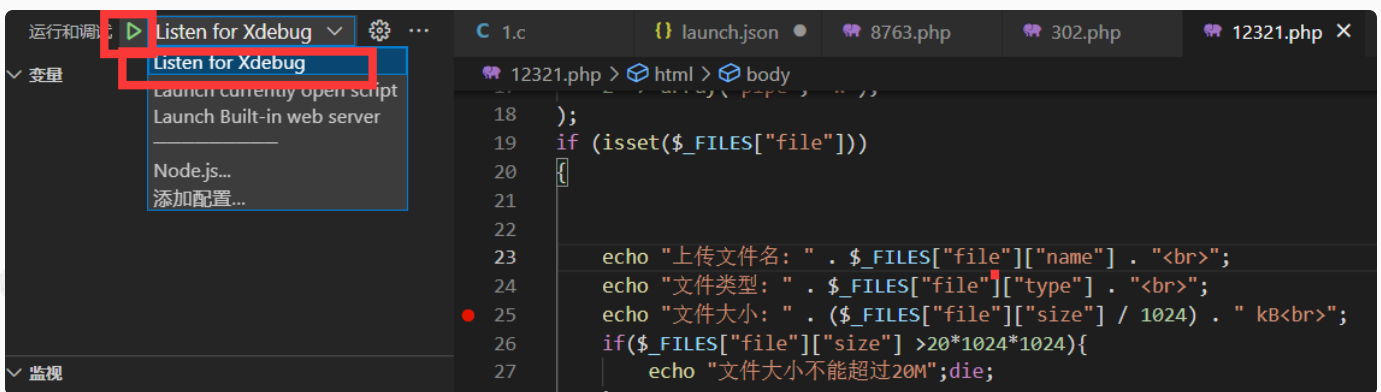 运行和调试 Listen for Xdebug ···
Listen for Xdebug
Launch currently open script
Launch Built-in web server
Node.js...
添加配置...
变量
监视
C 1.c {} launch.json ● 8763.php 302.php 12321.php ×
12321.php > html > body
18 );
19 if (isset($_FILES["file"]))
20 {
21
22
23 echo "上传文件名: " . $_FILES["file"]["name"] . "<br>";
24 echo "文件类型: " . $_FILES["file"]["type"] . "<br>";
25 echo "文件大小: " . ($_FILES["file"]["size"] / 1024) . " kB<br>";
26 if($_FILES["file"]["size"] >20*1024*1024){
27 echo "文件大小不能超过20M";die;